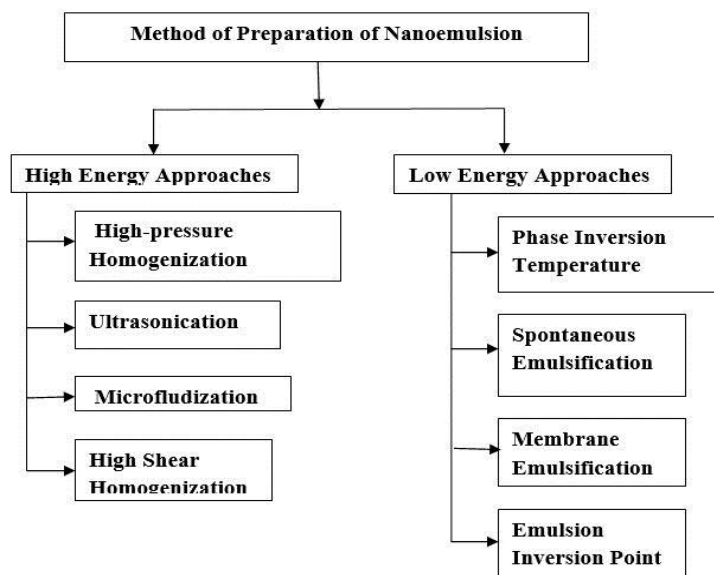 Method of Preparation of Nanoemulsion
High Energy Approaches
High-pressure
Homogenization
Ultrasonication
Microfludization
High Shear
Homogenization
Low Energy Approaches
Phase Inversion
Temperature
Spontaneous
Emulsification
Membrane
Emulsification
Emulsion
Inversion Point